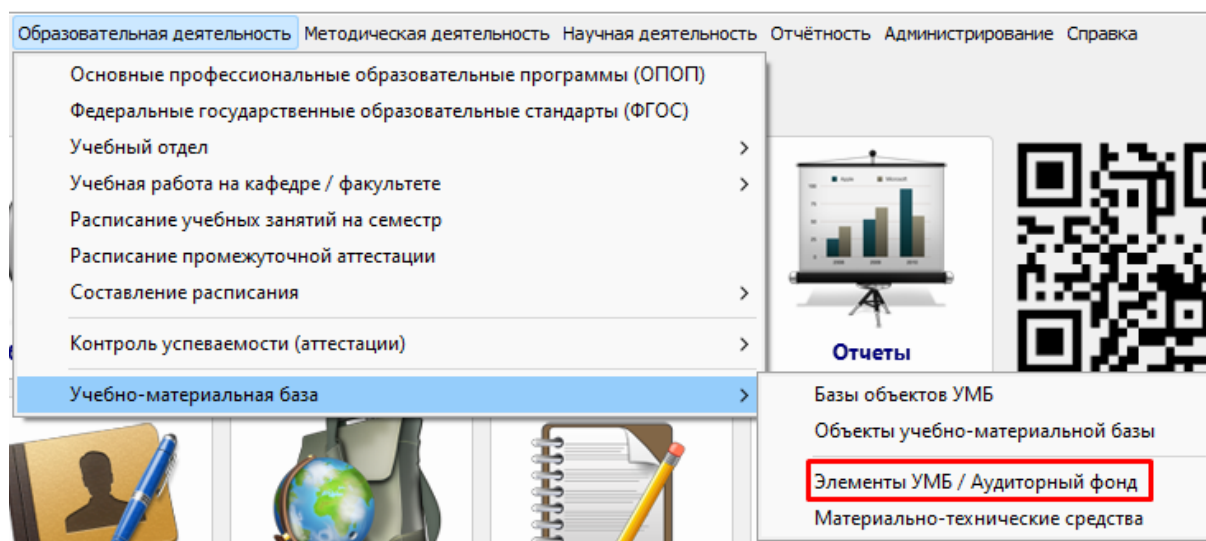 Образовательная деятельность Методическая деятельность Научная деятельность Отчётность Администрирование Справка
Основные профессиональные образовательные программы (ОПОП)
Федеральные государственные образовательные стандарты (ФГОС)
Учебный отдел
Учебная работа на кафедре / факультете
Расписание учебных занятий на семестр
Расписание промежуточной аттестации
Составление расписания
Контроль успеваемости (аттестации)
Отчеты
Учебно-материальная база
Базы объектов УМБ
Объекты учебно-материальной базы
Элементы УМБ / Аудиторный фонд
Материально-технические средства